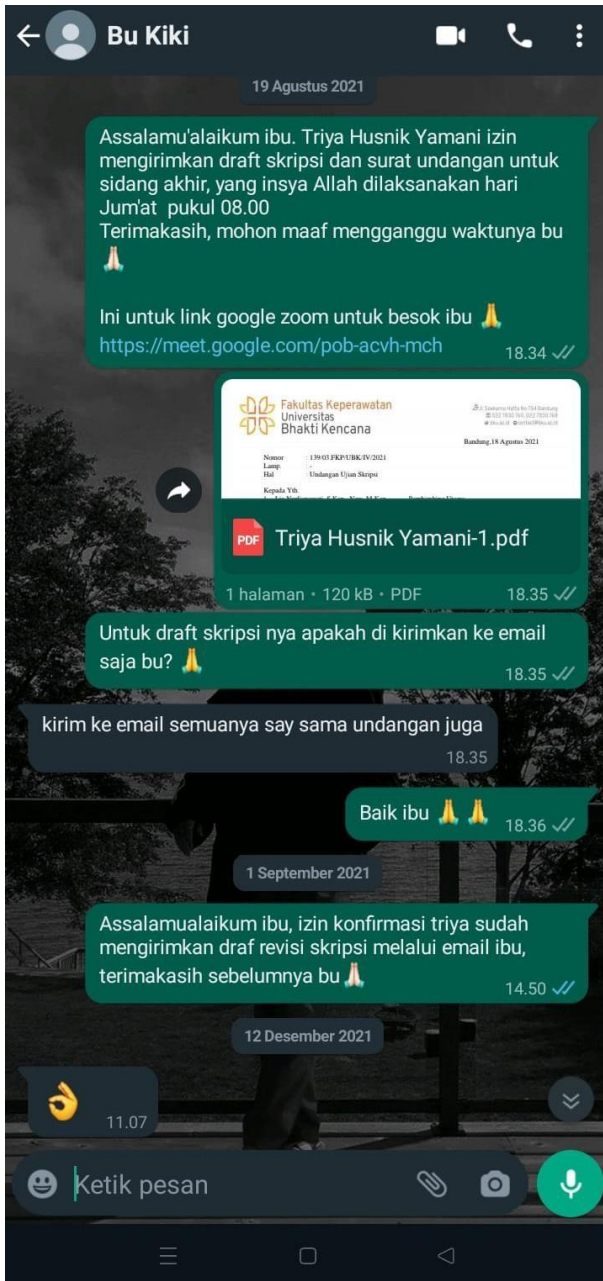 Bu Kiki
19 Agustus 2021
Assalamu'alaikum ibu. Triya Husnik Yamani izin
mengirimkan draft skripsi dan surat undangan untuk
sidang akhir, yang insya Allah dilaksanakan hari
Jum'at pukul 08.00
Terimakasih, mohon maaf mengganggu waktunya bu
🙏🏻
Ini untuk link google zoom untuk besok ibu 🙏
https://meet.google.com/pob-acvh-mch
18.34
Fakultas Keperawatan
Universitas
Bhakti Kencana
Bandung, 18 Agustus 2021
Nomor : 139/03.FKP/UBK/IV/2021
Lamp. : -
Hal : Undangan Ujian Skripsi
Kepada Yth.
PDF Triya Husnik Yamani-1.pdf
1 halaman • 120 kB • PDF 18.35
Untuk draft skripsi nya apakah di kirimkan ke email
saja bu? 🙏
18.35
kirim ke email semuanya say sama undangan juga
18.35
Baik ibu 🙏 🙏 18.36
1 September 2021
Assalamualaikum ibu, izin konfirmasi triya sudah
mengirimkan draf revisi skripsi melalui email ibu,
terimakasih sebelumnya bu 🙏🏻
14.50
12 Desember 2021
👌 11.07
Ketik pesan